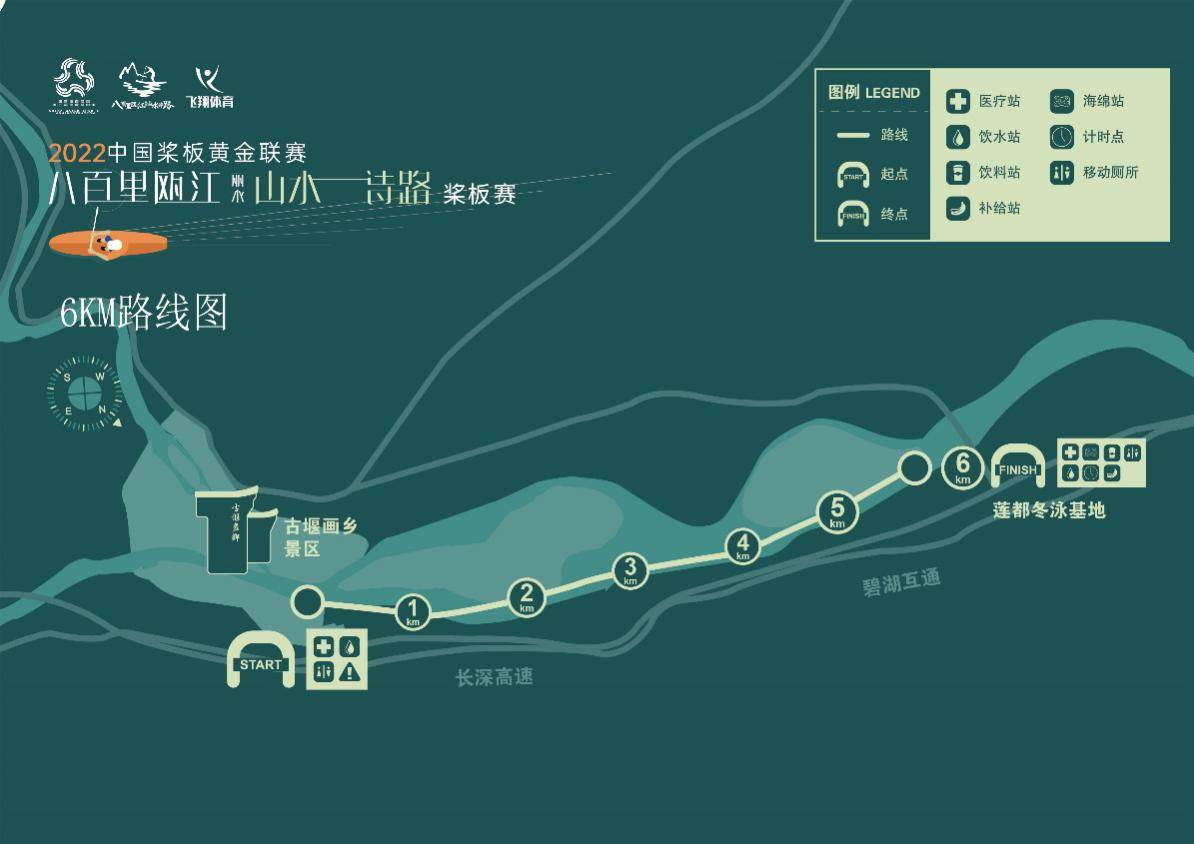 飞翔体育
2022中国桨板黄金联赛
八百里瓯江 丽水 山水 诗路 桨板赛
6KM路线图
S W
E N
图例 LEGEND
路线
START 起点
FINISH 终点
医疗站
饮水站
饮料站
补给站
海绵站
计时点
移动厕所
古堰画乡
古堰画乡
景区
START
1
km
2
km
3
km
4
km
5
km
6
km
FINISH
莲都冬泳基地
碧湖互通
长深高速